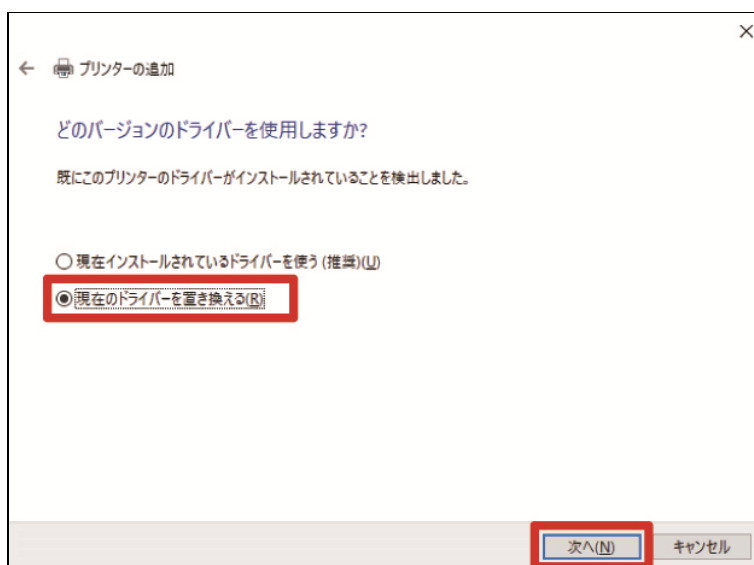 プリンターの追加
どのバージョンのドライバーを使用しますか?
既にこのプリンターのドライバーがインストールされていることを検出しました。
現在インストールされているドライバーを使う (推奨)(U)
現在のドライバーを置き換える(R)
次へ(N) キャンセル